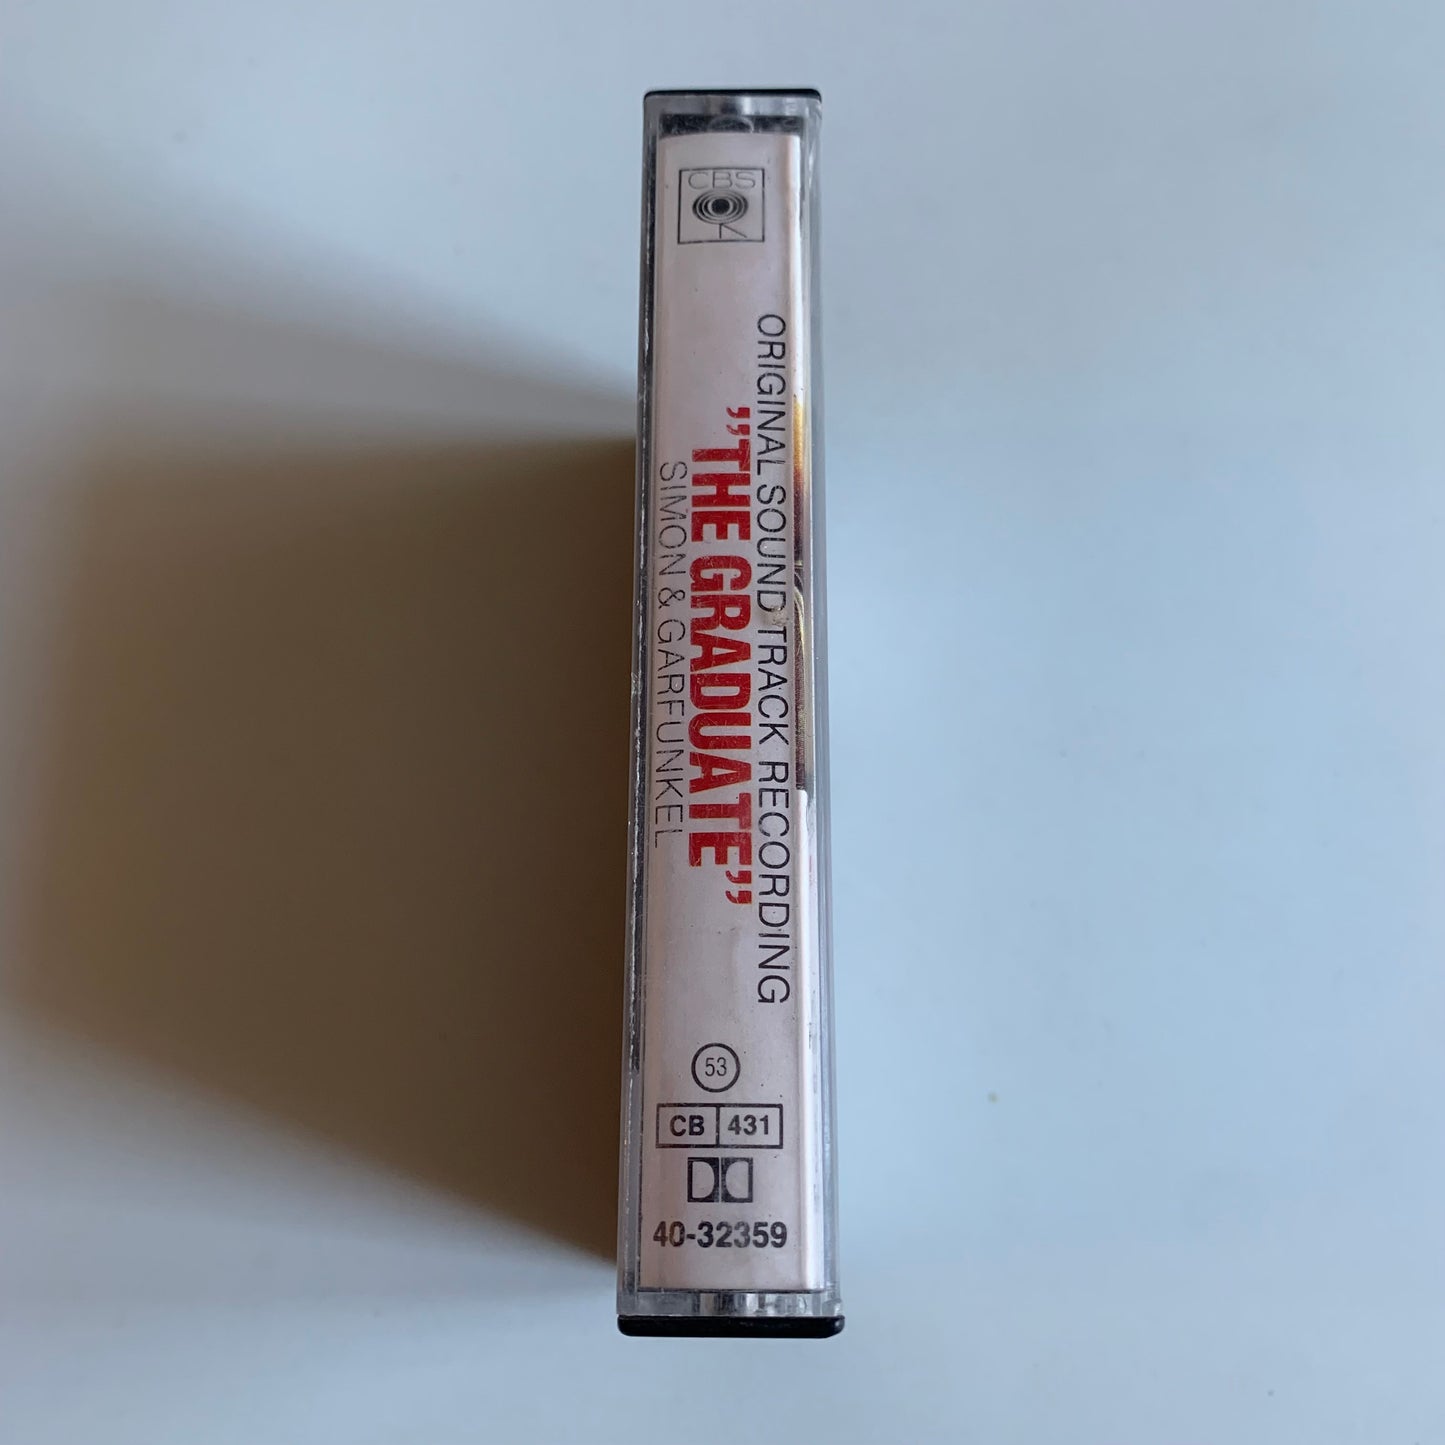 CBS
ORIGINAL SOUND TRACK RECORDING
"THE GRADUATE"
SIMON & GARFUNKEL
53
CB 431
40-32359